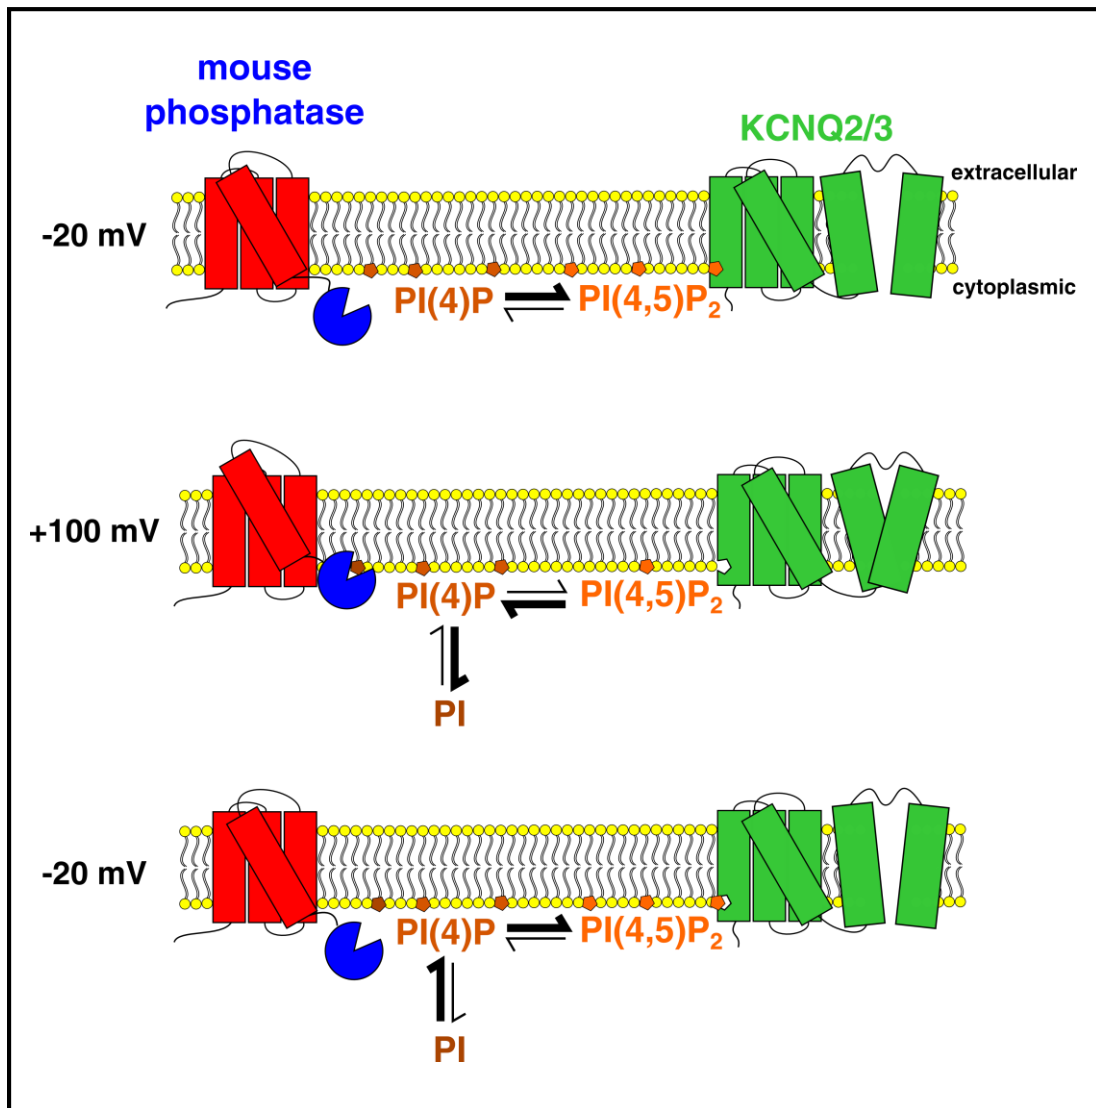 mouse
phosphatase
KCNQ2/3
extracellular
-20 mV
cytoplasmic
PI(4)P PI(4,5)P₂
+100 mV
PI(4)P PI(4,5)P₂
PI
-20 mV
PI(4)P PI(4,5)P₂
PI